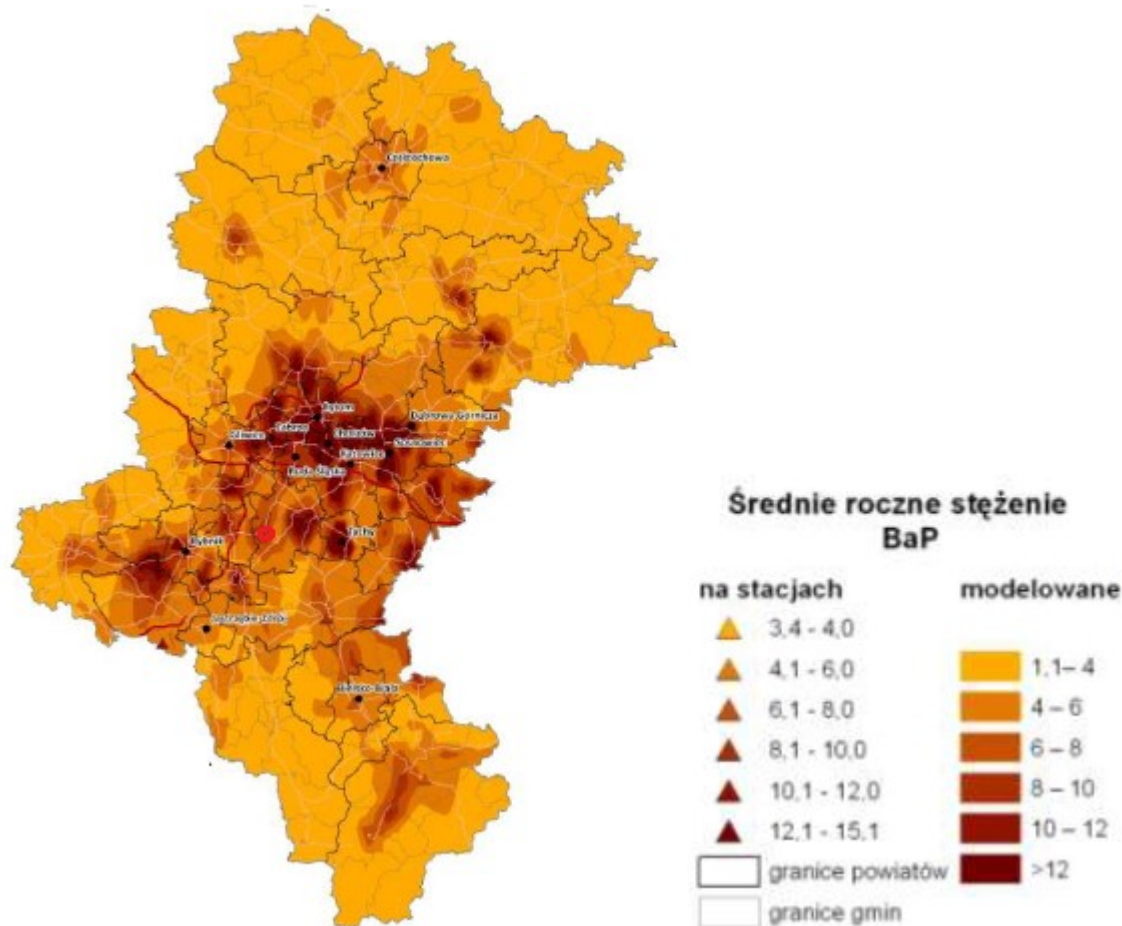 Częstochowa
Bytom
Dąbrowa Górnicza
Zabrze
Chorzów
Gliwice
Sosnowiec
Katowice
Ruda Śląska
Tychy
Rybnik
Jastrzębie Zdrój
Bielsko-Biała
Średnie roczne stężenie
BaP
na stacjach
modelowane
3,4 - 4,0
4,1 - 6,0
6,1 - 8,0
8,1 - 10,0
10,1 - 12,0
12,1 - 15,1
granice powiatów
granice gmin
1,1– 4
4 – 6
6 – 8
8 – 10
10 – 12
>12